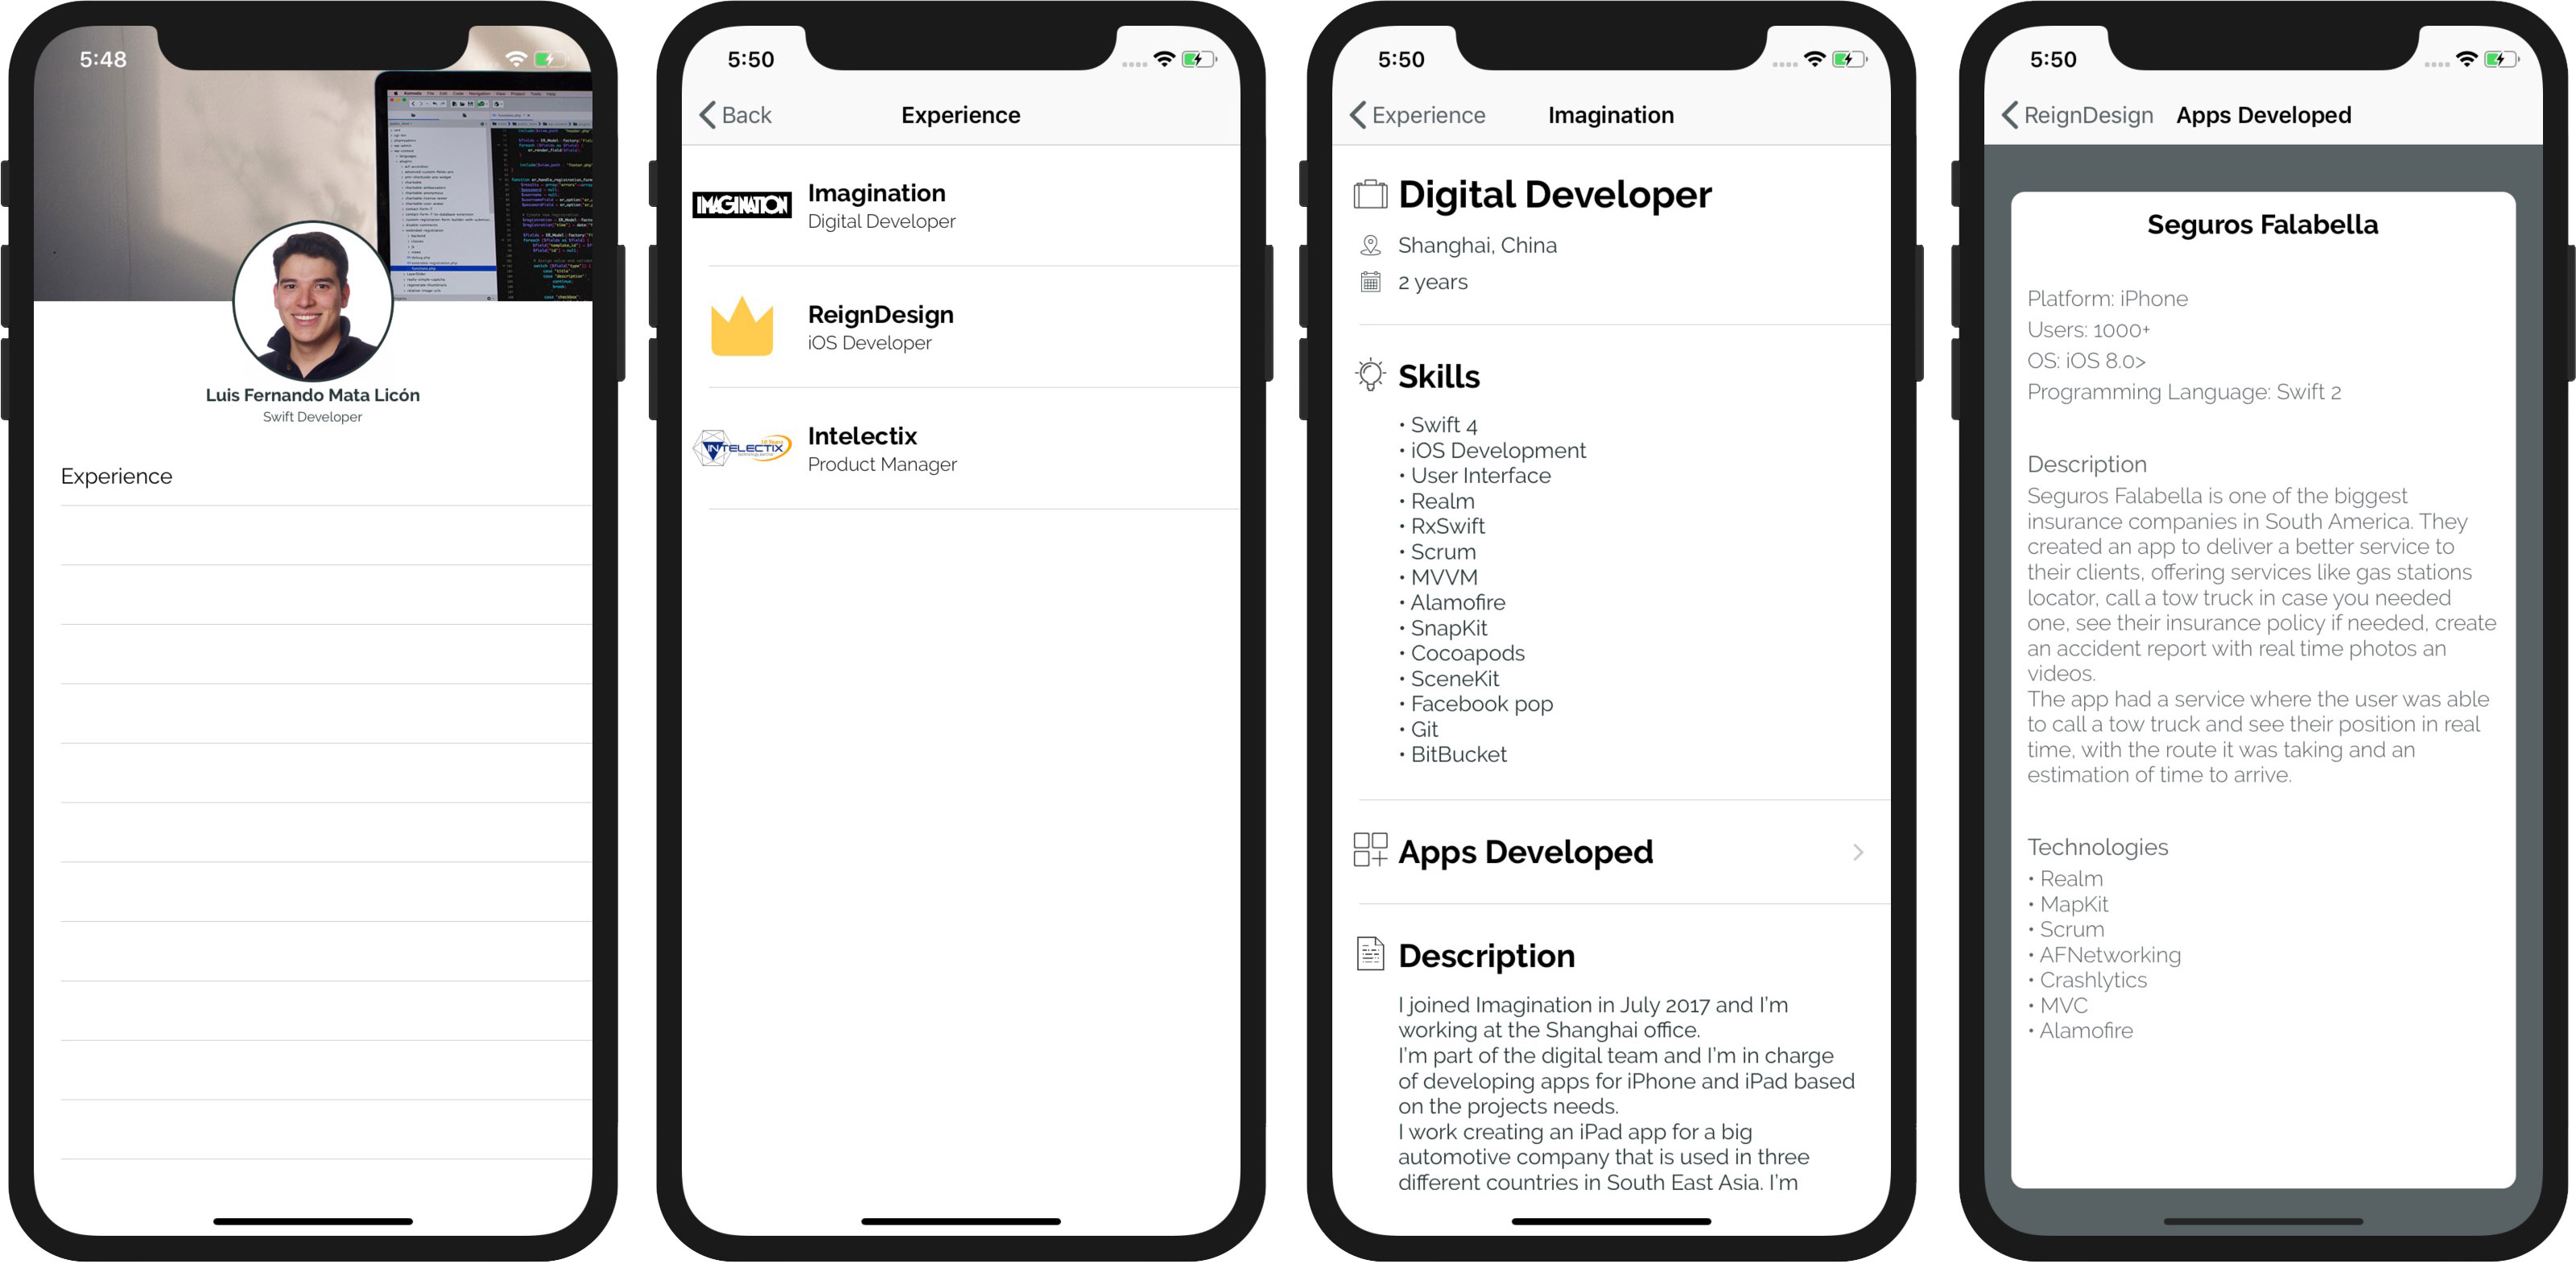 5:48
Luis Fernando Mata Licón
Swift Developer
Experience
5:50
Back
Experience
IMAGINATION
Imagination
Digital Developer
ReignDesign
iOS Developer
INTELECTIX
Intelectix
Product Manager
5:50
Experience
Imagination
Digital Developer
Shanghai, China
2 years
Skills
• Swift 4
• iOS Development
• User Interface
• Realm
• RxSwift
• Scrum
• MVVM
• Alamofire
• SnapKit
• Cocoapods
• SceneKit
• Facebook pop
• Git
• BitBucket
Apps Developed
Description
I joined Imagination in July 2017 and I'm
working at the Shanghai office.
I'm part of the digital team and I'm in charge
of developing apps for iPhone and iPad based
on the projects needs.
I work creating an iPad app for a big
automotive company that is used in three
different countries in South East Asia. I'm
5:50
ReignDesign
Apps Developed
Seguros Falabella
Platform: iPhone
Users: 1000+
OS: iOS 8.0>
Programming Language: Swift 2
Description
Seguros Falabella is one of the biggest
insurance companies in South America. They
created an app to deliver a better service to
their clients, offering services like gas stations
locator, call a tow truck in case you needed
one, see their insurance policy if needed, create
an accident report with real time photos an
videos.
The app had a service where the user was able
to call a tow truck and see their position in real
time, with the route it was taking and an
estimation of time to arrive.
Technologies
• Realm
• MapKit
• Scrum
• AFNetworking
• Crashlytics
• MVC
• Alamofire